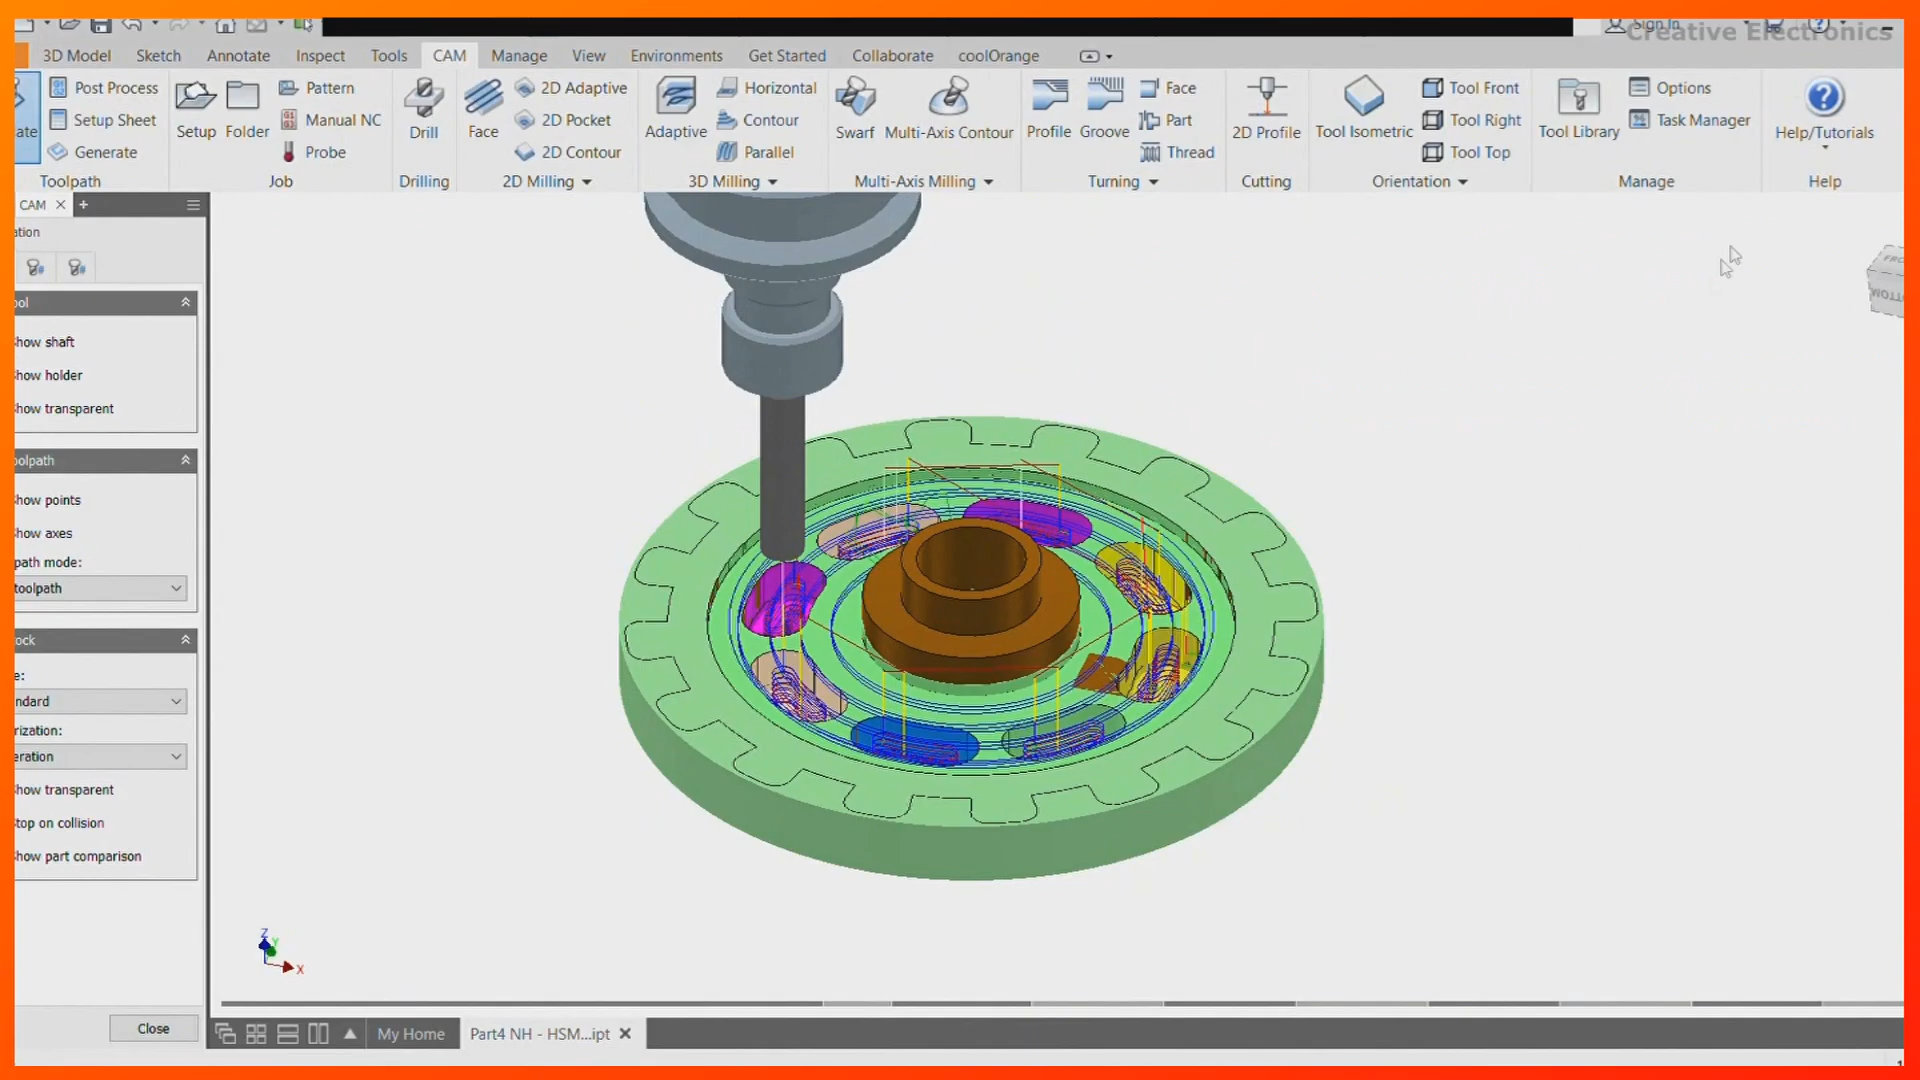 Sign In
Creative Electronics
3D Model Sketch Annotate Inspect Tools CAM Manage View Environments Get Started Collaborate coolOrange
Post Process
Setup Sheet
Generate
Toolpath
Setup Folder
Pattern
Manual NC
Probe
Job
Drill
Drilling
Face
2D Adaptive
2D Pocket
2D Contour
2D Milling
Adaptive
Horizontal
Contour
Parallel
3D Milling
Swarf Multi-Axis Contour
Multi-Axis Milling
Profile Groove
Face
Part
Thread
Turning
2D Profile
Cutting
Tool Isometric
Tool Front
Tool Right
Tool Top
Orientation
Tool Library
Options
Task Manager
Manage
Help/Tutorials
Help
CAM
ation
ool
how shaft
how holder
how transparent
oolpath
how points
how axes
path mode:
toolpath
ock
e:
ndard
rization:
eration
how transparent
top on collision
how part comparison
Close
Z
Y
X
My Home Part4 NH - HSM...ipt